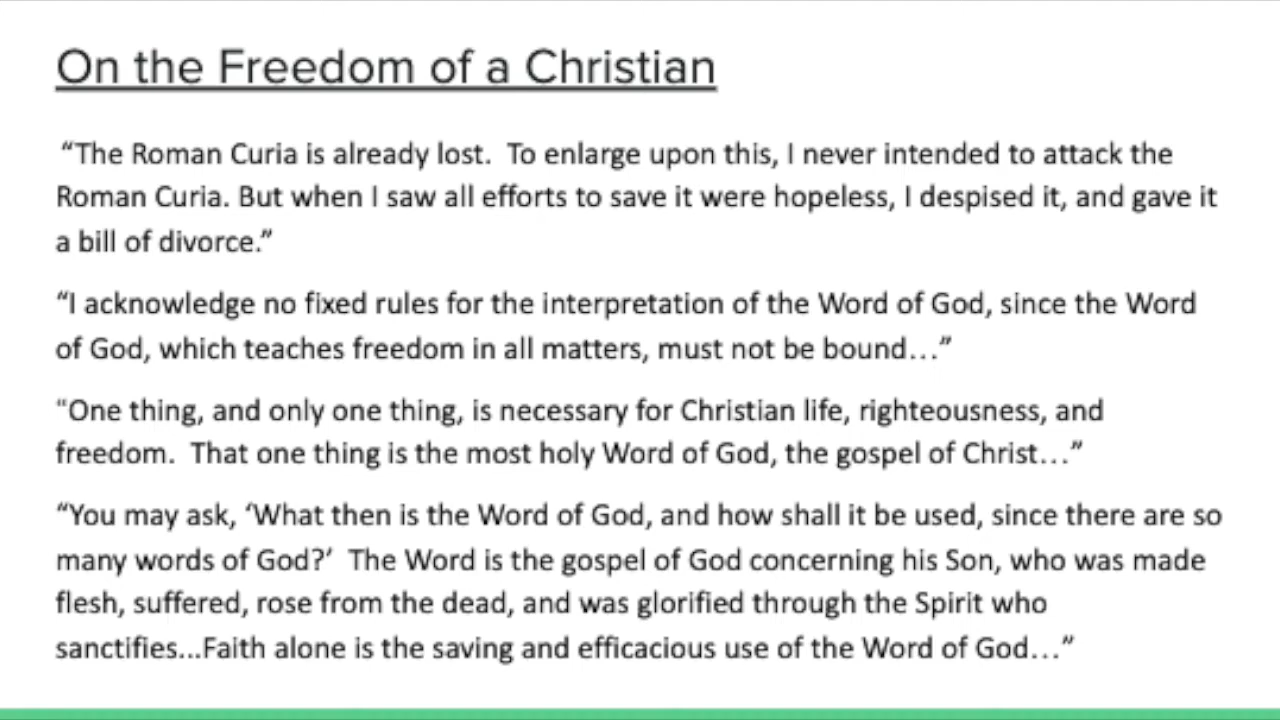 On the Freedom of a Christian
“The Roman Curia is already lost.  To enlarge upon this, I never intended to attack the
Roman Curia. But when I saw all efforts to save it were hopeless, I despised it, and gave it
a bill of divorce.”
“I acknowledge no fixed rules for the interpretation of the Word of God, since the Word
of God, which teaches freedom in all matters, must not be bound…”
“One thing, and only one thing, is necessary for Christian life, righteousness, and
freedom.  That one thing is the most holy Word of God, the gospel of Christ…”
“You may ask, ‘What then is the Word of God, and how shall it be used, since there are so
many words of God?’  The Word is the gospel of God concerning his Son, who was made
flesh, suffered, rose from the dead, and was glorified through the Spirit who
sanctifies...Faith alone is the saving and efficacious use of the Word of God…”